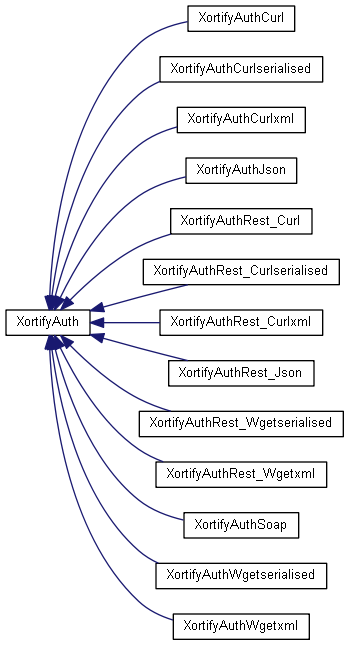 XortifyAuthCurl
XortifyAuthCurlserialised
XortifyAuthCurlxml
XortifyAuthJson
XortifyAuthRest_Curl
XortifyAuthRest_Curlserialised
XortifyAuth
XortifyAuthRest_Curlxml
XortifyAuthRest_Json
XortifyAuthRest_Wgetserialised
XortifyAuthRest_Wgetxml
XortifyAuthSoap
XortifyAuthWgetserialised
XortifyAuthWgetxml